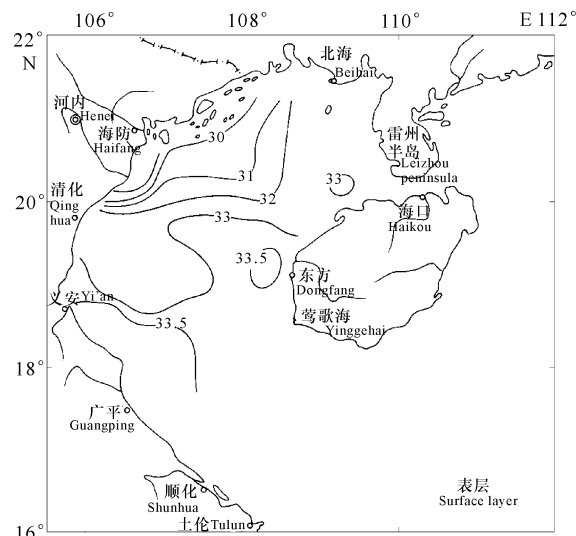 106° 108° 110° E 112°
22°
N
北海
Beihai
河内
Henei
海防
Haifang
30
雷州
半岛
Leizhou
peninsula
31
33
清化
Qing
hua
20°
32
33
海口
Haikou
33.5
东方
Dongfang
义安 Yi'an
33.5
莺歌海
Yinggehai
18°
广平
Guangping
顺化
Shunhua
表层
Surface layer
土伦 Tulun
16°